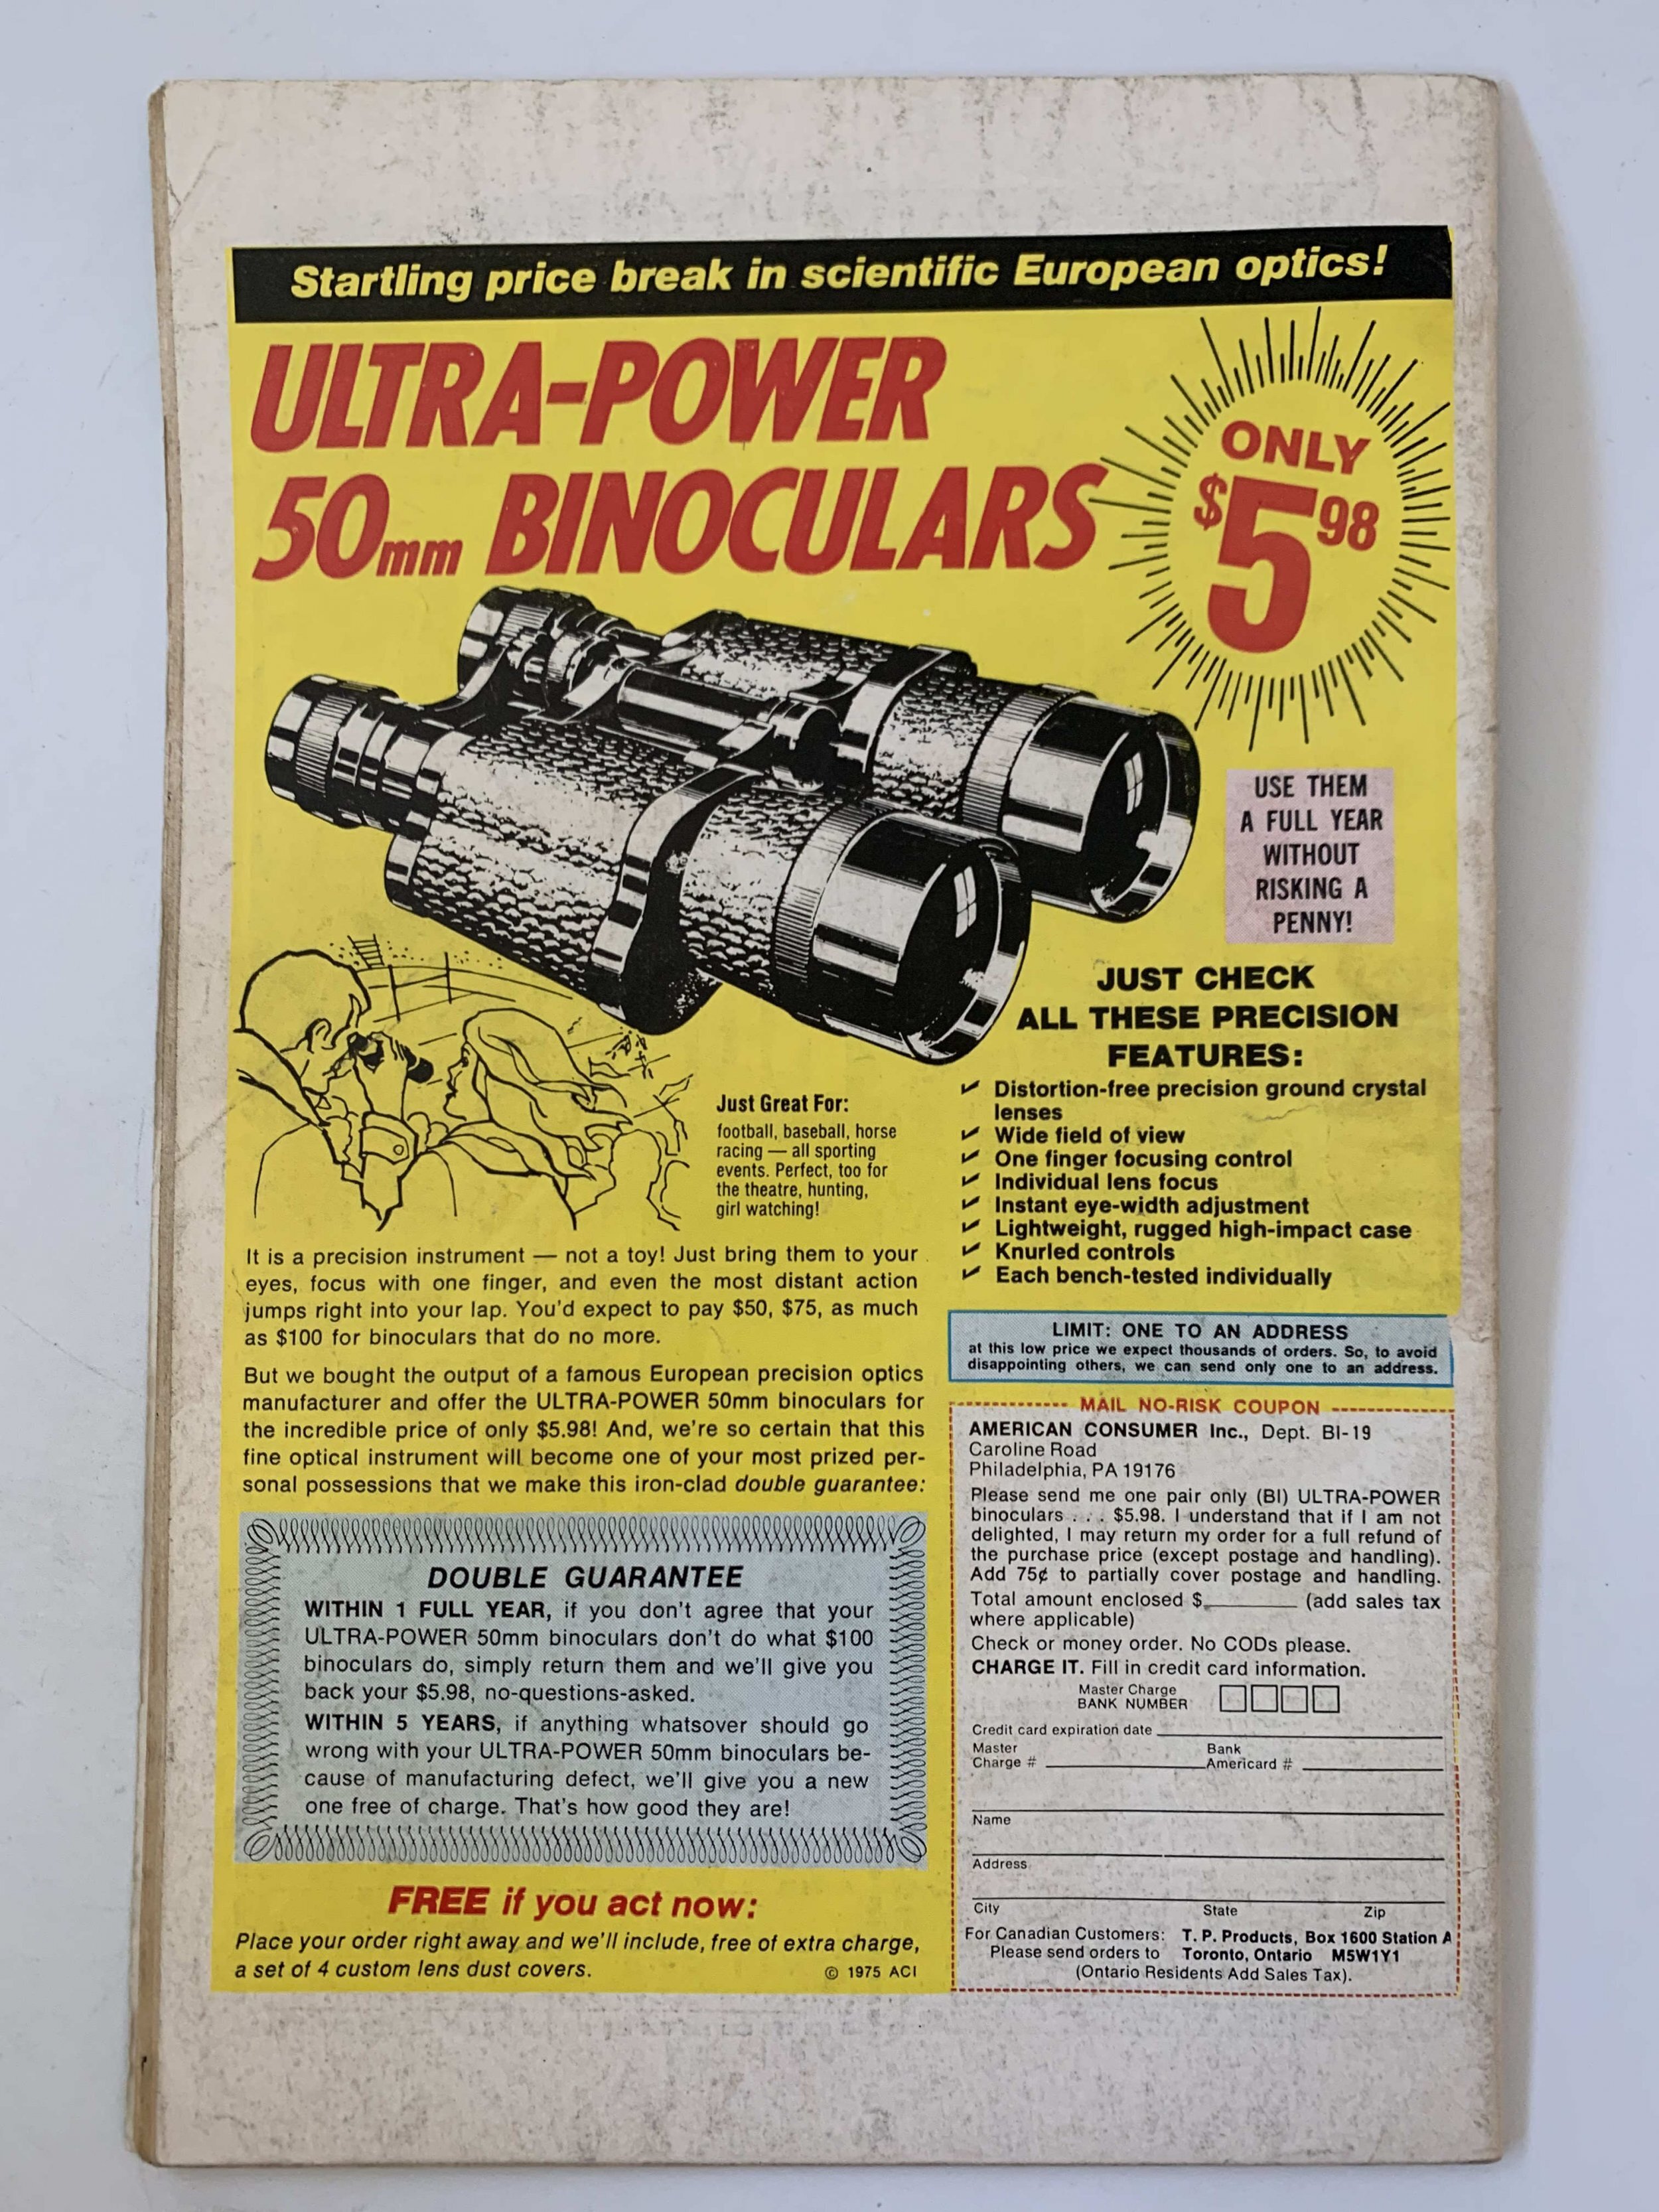 Startling price break in scientific European optics!
ULTRA-POWER
50mm BINOCULARS
ONLY
$5 98
USE THEM
A FULL YEAR
WITHOUT
RISKING A
PENNY!
JUST CHECK
ALL THESE PRECISION
FEATURES:
✓ Distortion-free precision ground crystal
lenses
✓ Wide field of view
✓ One finger focusing control
✓ Individual lens focus
✓ Instant eye-width adjustment
✓ Lightweight, rugged high-impact case
✓ Knurled controls
✓ Each bench-tested individually
Just Great For:
football, baseball, horse
racing — all sporting
events. Perfect, too for
the theatre, hunting,
girl watching!
It is a precision instrument — not a toy! Just bring them to your
eyes, focus with one finger, and even the most distant action
jumps right into your lap. You'd expect to pay $50, $75, as much
as $100 for binoculars that do no more.
But we bought the output of a famous European precision optics
manufacturer and offer the ULTRA-POWER 50mm binoculars for
the incredible price of only $5.98! And, we're so certain that this
fine optical instrument will become one of your most prized per-
sonal possessions that we make this iron-clad double guarantee:
DOUBLE GUARANTEE
WITHIN 1 FULL YEAR, if you don't agree that your
ULTRA-POWER 50mm binoculars don't do what $100
binoculars do, simply return them and we'll give you
back your $5.98, no-questions-asked.
WITHIN 5 YEARS, if anything whatsover should go
wrong with your ULTRA-POWER 50mm binoculars be-
cause of manufacturing defect, we'll give you a new
one free of charge. That's how good they are!
FREE if you act now:
Place your order right away and we'll include, free of extra charge,
a set of 4 custom lens dust covers.
© 1975 ACI
LIMIT: ONE TO AN ADDRESS
at this low price we expect thousands of orders. So, to avoid
disappointing others, we can send only one to an address.
MAIL NO-RISK COUPON
AMERICAN CONSUMER Inc., Dept. BI-19
Caroline Road
Philadelphia, PA 19176
Please send me one pair only (BI) ULTRA-POWER
binoculars . . . $5.98. I understand that if I am not
delighted, I may return my order for a full refund of
the purchase price (except postage and handling).
Add 75¢ to partially cover postage and handling.
Total amount enclosed $________ (add sales tax
where applicable)
Check or money order. No CODs please.
CHARGE IT. Fill in credit card information.
Master Charge
BANK NUMBER
Credit card expiration date
Master Bank
Charge # Americard #
Name
Address
City State Zip
For Canadian Customers: T. P. Products, Box 1600 Station A
Please send orders to Toronto, Ontario M5W1Y1
(Ontario Residents Add Sales Tax).